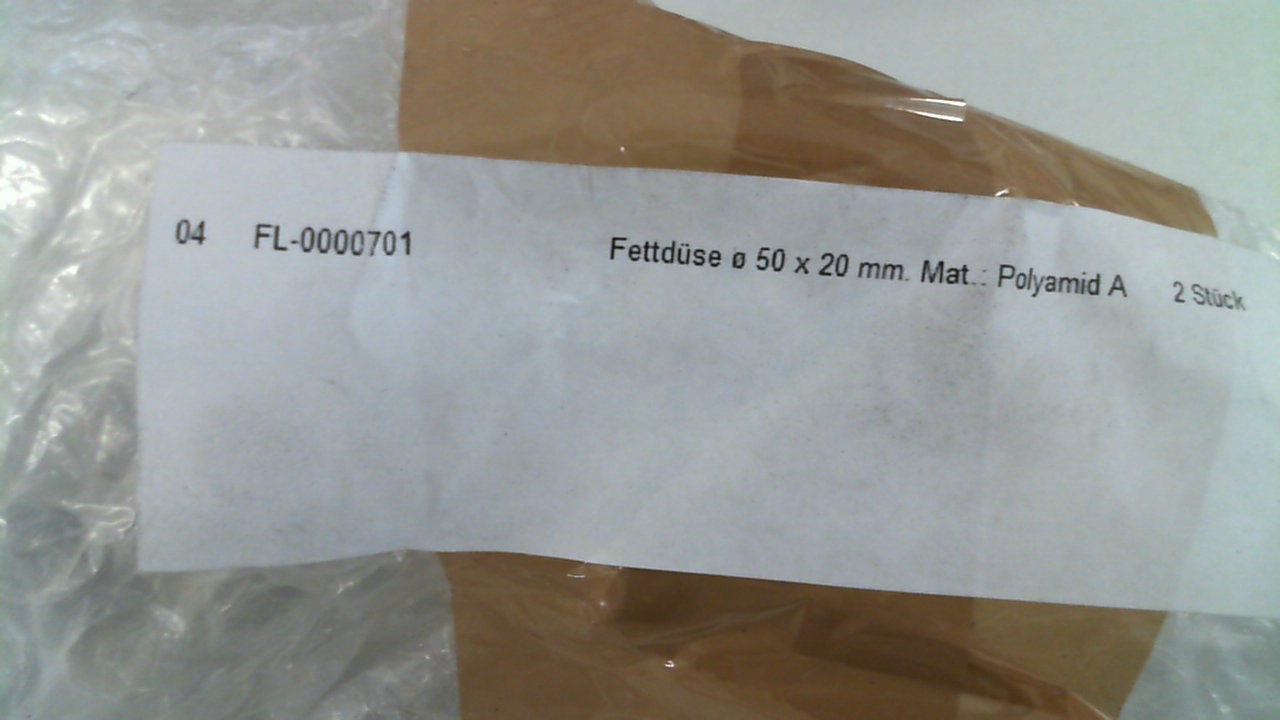 04 FL-0000701 Fettdüse ø 50 x 20 mm. Mat.: Polyamid A 2 Stück